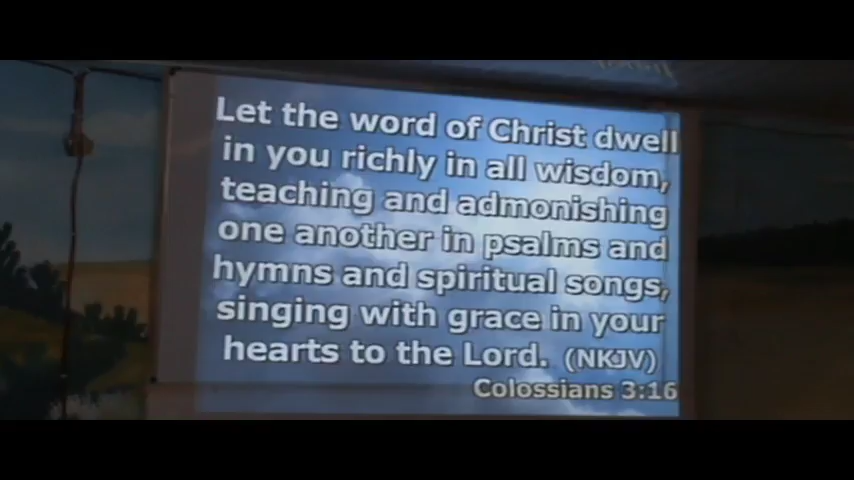 Let the word of Christ dwell
in you richly in all wisdom,
teaching and admonishing
one another in psalms and
hymns and spiritual songs,
singing with grace in your
hearts to the Lord. (NKJV)
Colossians 3:16